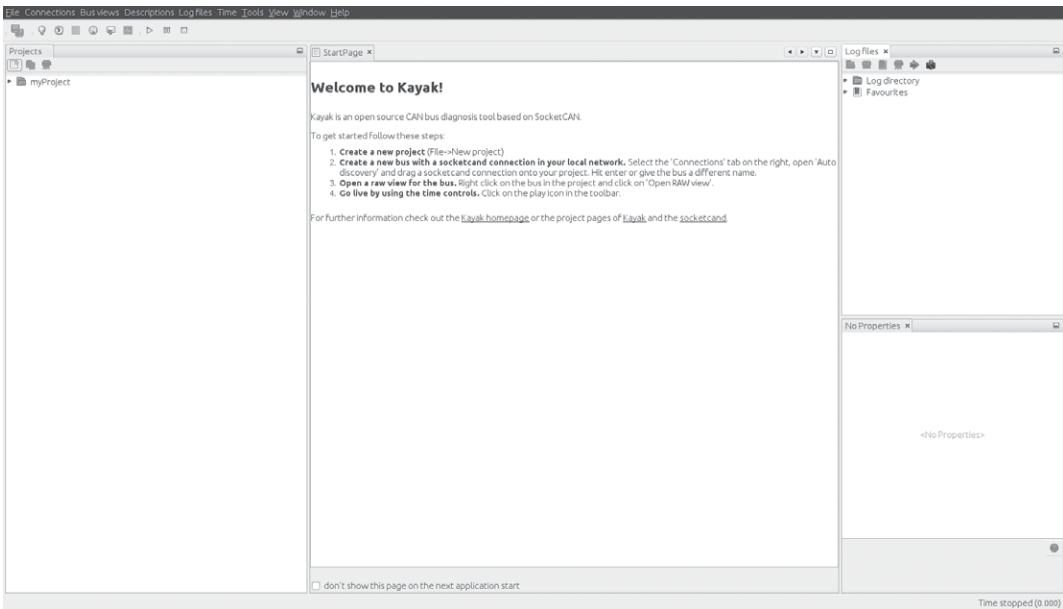 File Connections Bus views Descriptions Log files Time Tools View Window Help
Projects
myProject
StartPage
Welcome to Kayak!
Kayak is an open source CAN bus diagnosis tool based on SocketCAN.
To get started follow these steps:
1. Create a new project (File->New project)
2. Create a new bus with a socketcand connection in your local network. Select the 'Connections' tab on the right, open 'Auto
discovery' and drag a socketcand connection onto your project. Hit enter or give the bus a different name.
3. Open a raw view for the bus. Right click on the bus in the project and click on 'Open RAW view'.
4. Go live by using the time controls. Click on the play icon in the toolbar.
For further information check out the Kayak homepage or the project pages of Kayak and the socketcand.
don't show this page on the next application start
Log files
Log directory
Favourites
No Properties
<No Properties>
Time stopped (0.000)